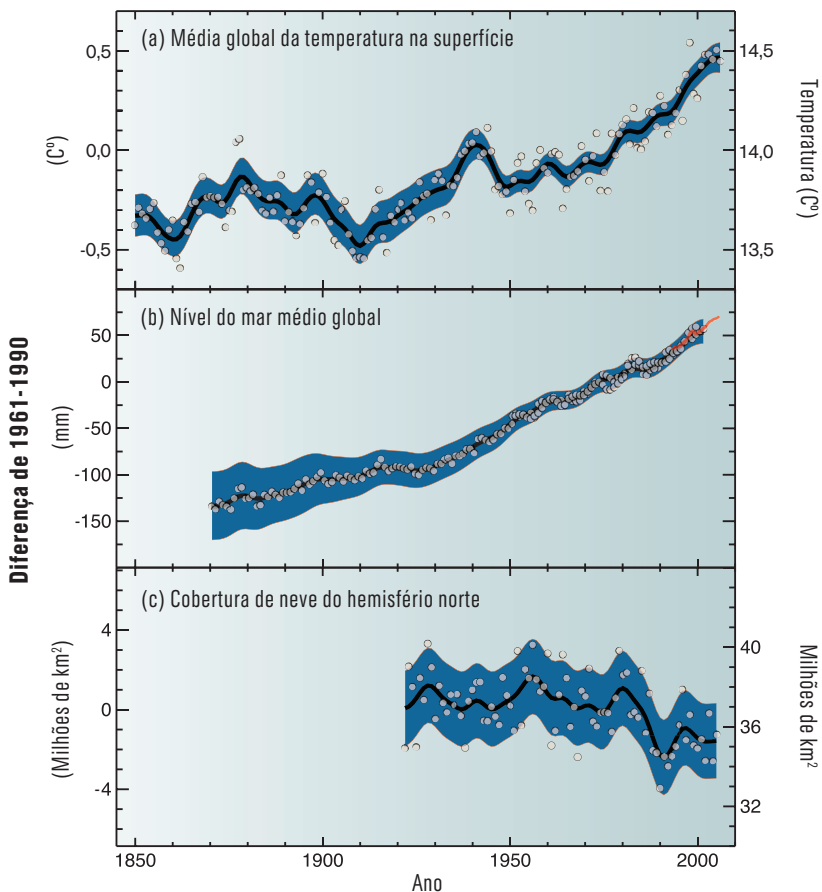 Diferença de 1961-1990
(a) Média global da temperatura na superfície
(Cº)
0,5
0,0
-0,5
14,5
14,0
13,5
Temperatura (Cº)
(b) Nível do mar médio global
(mm)
50
0
-50
-100
-150
(c) Cobertura de neve do hemisfério norte
(Milhões de km²)
4
0
-4
40
36
32
Milhões de km²
1850 1900 1950 2000
Ano